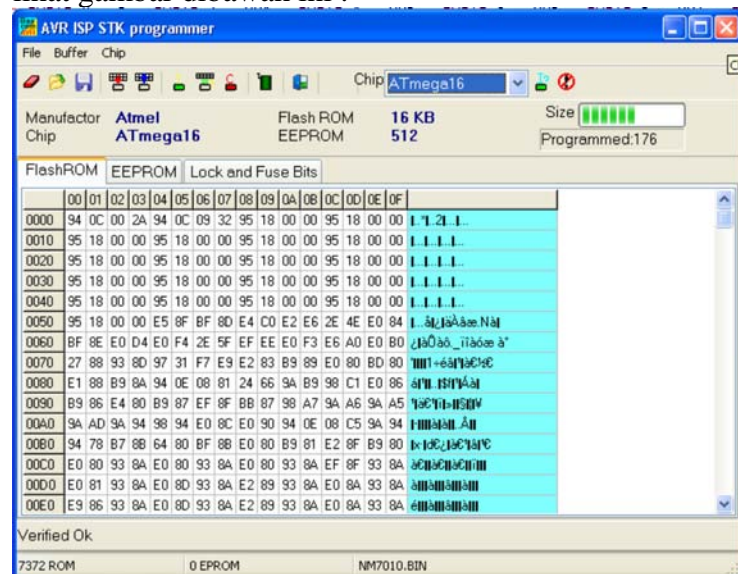 AVR ISP STK programmer
File Buffer Chip
Chip ATmega16
Manufactor Atmel Flash ROM 16 KB Size
Chip ATmega16 EEPROM 512 Programmed:176
FlashROM EEPROM Lock and Fuse Bits
00 01 02 03 04 05 06 07 08 09 0A 0B 0C 0D 0E 0F
0000 94 0C 00 2A 94 0C 09 32 95 18 00 00 95 18 00 00
0010 95 18 00 00 95 18 00 00 95 18 00 00 95 18 00 00
0020 95 18 00 00 95 18 00 00 95 18 00 00 95 18 00 00
0030 95 18 00 00 95 18 00 00 95 18 00 00 95 18 00 00
0040 95 18 00 00 95 18 00 00 95 18 00 00 95 18 00 00
0050 95 18 00 00 E5 8F BF 8D E4 C0 E2 E6 2E 4E E0 84
0060 BF 8E E0 D4 E0 F4 2E 5F EF EE E0 F3 E6 A0 E0 B0
0070 27 88 93 8D 97 31 F7 E9 E2 83 B9 89 E0 80 BD 80
0080 E1 88 B9 8A 94 0E 08 81 24 66 9A B9 98 C1 E0 86
0090 B9 86 E4 80 B9 87 EF 8F BB 87 98 A7 9A A6 9A A5
00A0 9A AD 9A 94 98 94 E0 8C E0 90 94 0E 08 C5 9A 94
00B0 94 78 B7 8B 64 80 BF 8B E0 80 B9 81 E2 8F B9 80
00C0 E0 80 93 8A E0 80 93 8A E0 80 93 8A EF 8F 93 8A
00D0 E0 81 93 8A E0 8D 93 8A E2 89 93 8A E0 8A 93 8A
00E0 E9 86 93 8A E0 8D 93 8A E2 89 93 8A E0 8A 93 8A
Verified Ok
7372 ROM 0 EPROM NM7010.BIN